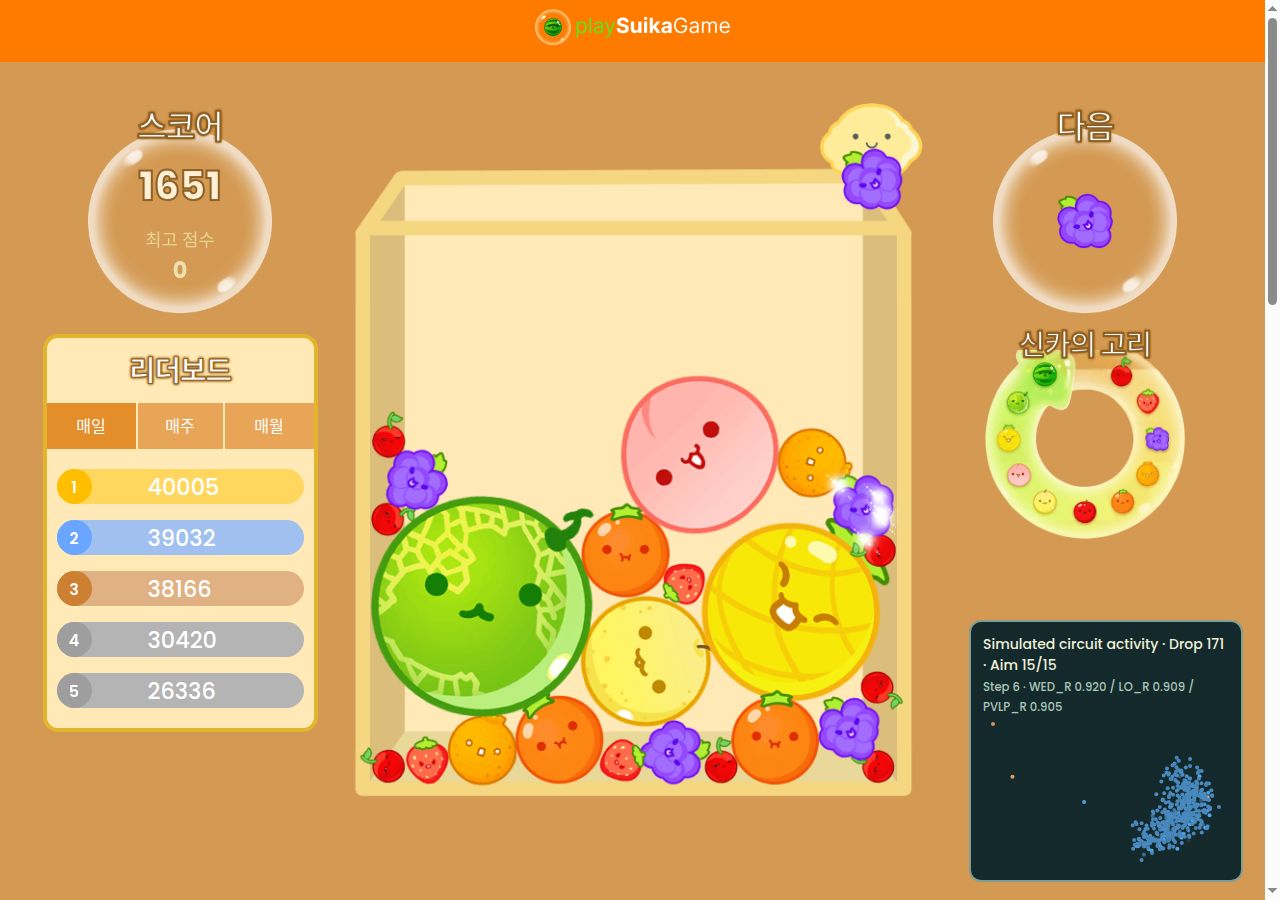 playSuikaGame
스코어
1651
최고 점수
0
다음
리더보드
매일 매주 매월
1 40005
2 39032
3 38166
4 30420
5 26336
신카의 고리
Simulated circuit activity · Drop 171
· Aim 15/15
Step 6 · WED_R 0.920 / LO_R 0.909 /
PVLP_R 0.905